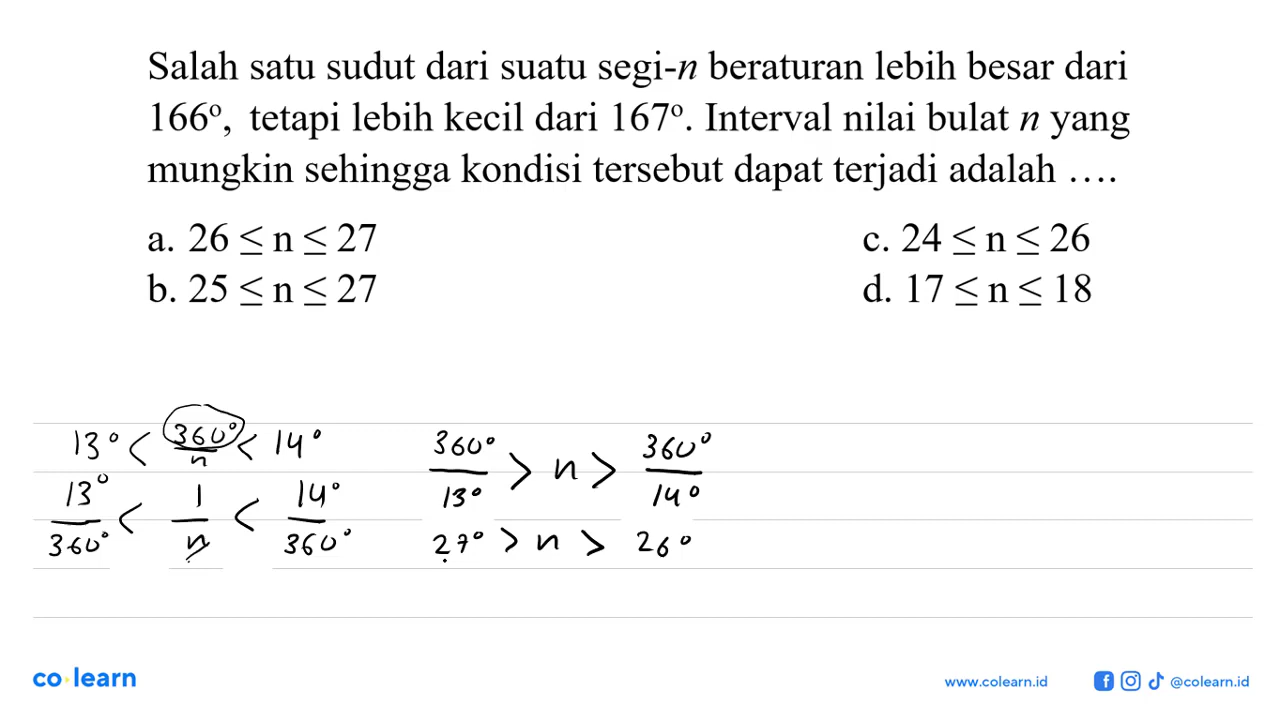 Salah satu sudut dari suatu segi-n beraturan lebih besar dari
166°, tetapi lebih kecil dari 167°. Interval nilai bulat n yang
mungkin sehingga kondisi tersebut dapat terjadi adalah ....
a. 26 ≤ n ≤ 27
c. 24 ≤ n ≤ 26
b. 25 ≤ n ≤ 27
d. 17 ≤ n ≤ 18
13° < 360°/n < 14°
13°/360° < 1/n < 14°/360°
360°/13° > n > 360°/14°
27° > n > 26°
co·learn
www.colearn.id
@colearn.id